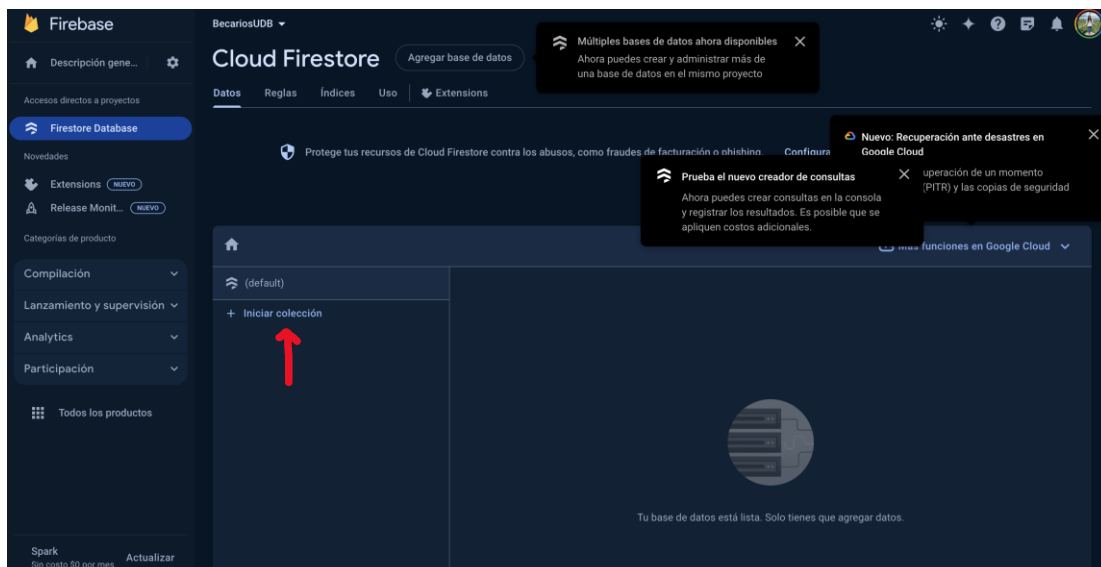 Firebase
BecariosUDB
Cloud Firestore
Agregar base de datos
Múltiples bases de datos ahora disponibles
Ahora puedes crear y administrar más de
una base de datos en el mismo proyecto
Descripción gene...
Accesos directos a proyectos
Firestore Database
Novedades
Extensions NUEVO
Release Monit... NUEVO
Categorías de producto
Compilación
Lanzamiento y supervisión
Analytics
Participación
Todos los productos
Spark
Sin costo $0 por mes
Actualizar
Datos Reglas Índices Uso Extensions
Protege tus recursos de Cloud Firestore contra los abusos, como fraudes de facturación o phishing.
Nuevo: Recuperación ante desastres en
Google Cloud
(PITR) y las copias de seguridad
Prueba el nuevo creador de consultas
Ahora puedes crear consultas en la consola
y registrar los resultados. Es posible que se
apliquen costos adicionales.
Más funciones en Google Cloud
(default)
+ Iniciar colección
Tu base de datos está lista. Solo tienes que agregar datos.